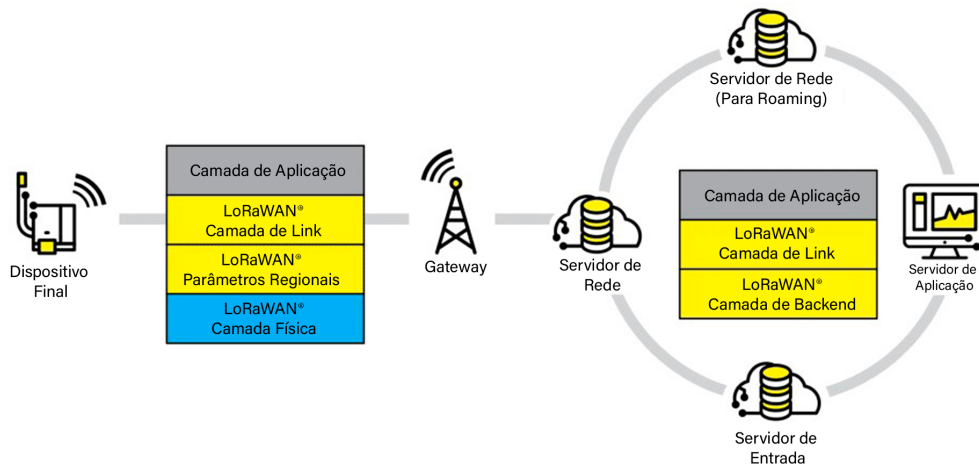 Dispositivo
Final
Camada de Aplicação
LoRaWAN®
Camada de Link
LoRaWAN®
Parâmetros Regionais
LoRaWAN®
Camada Física
Gateway
Servidor de
Rede
Servidor de Rede
(Para Roaming)
Camada de Aplicação
LoRaWAN®
Camada de Link
LoRaWAN®
Camada de Backend
Servidor de
Aplicação
Servidor de
Entrada